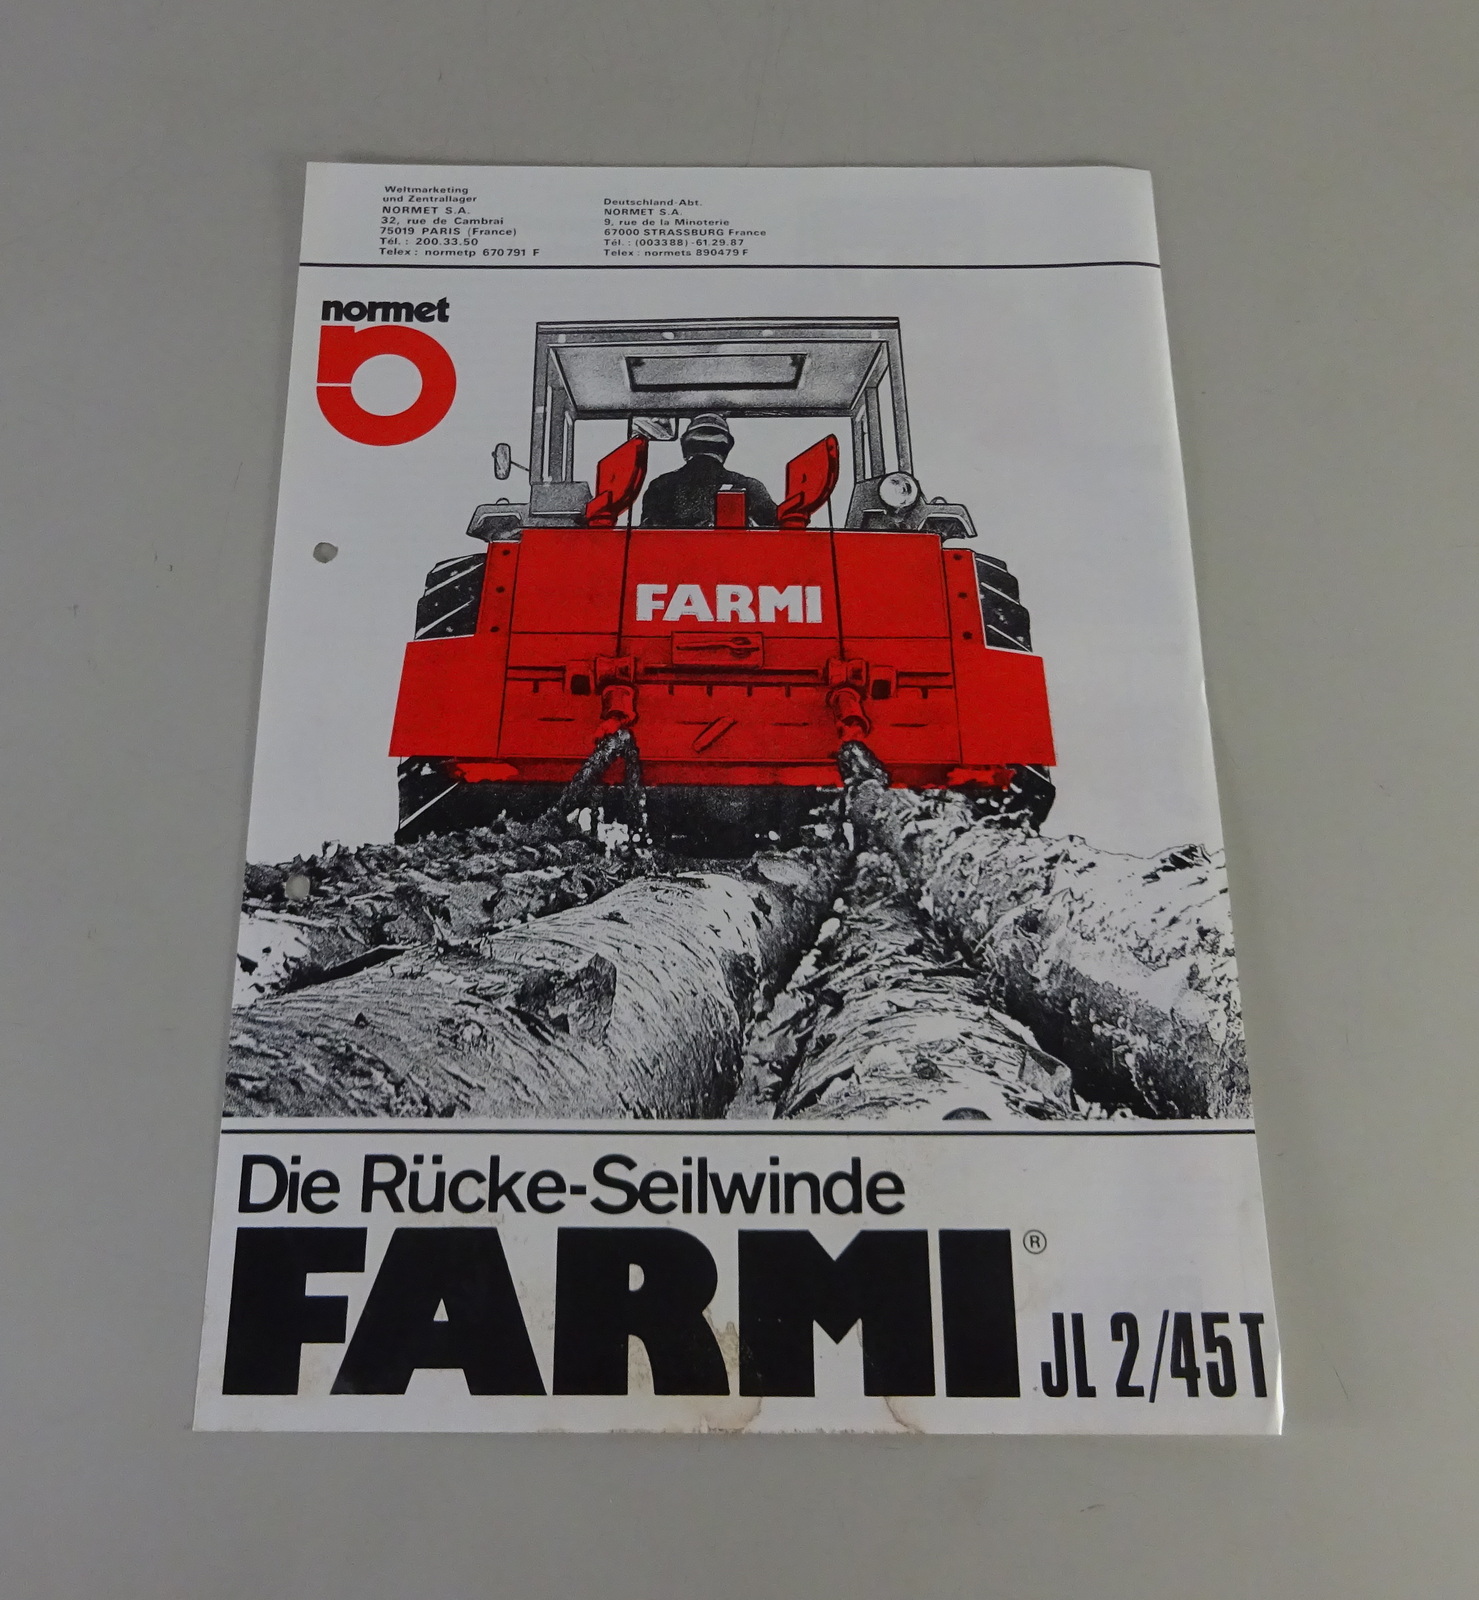 Weltmarketing
und Zentrallager
NORMET S.A.
32, rue de Cambrai
75019 PARIS (France)
Tél. : 200.33.50
Telex : normetp 670791 F
Deutschland-Abt.
NORMET S.A.
9, rue de la Minoterie
67000 STRASSBURG France
Tél. : (003388)-61.29.87
Telex : normets 890479 F
normet
FARMI
Die Rücke-Seilwinde
FARMI® JL 2/45T